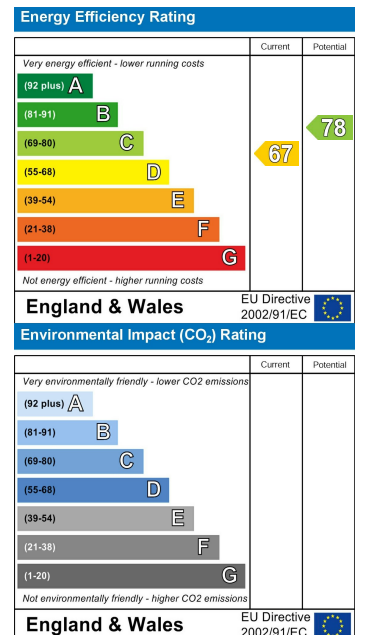 Energy Efficiency Rating
Current Potential
Very energy efficient - lower running costs
(92 plus) A
(81-91) B
(69-80) C
(55-68) D
(39-54) E
(21-38) F
(1-20) G
67
78
Not energy efficient - higher running costs
England & Wales
EU Directive
2002/91/EC
Environmental Impact (CO₂) Rating
Current Potential
Very environmentally friendly - lower CO2 emissions
(92 plus) A
(81-91) B
(69-80) C
(55-68) D
(39-54) E
(21-38) F
(1-20) G
Not environmentally friendly - higher CO2 emissions
England & Wales
EU Directive
2002/91/EC